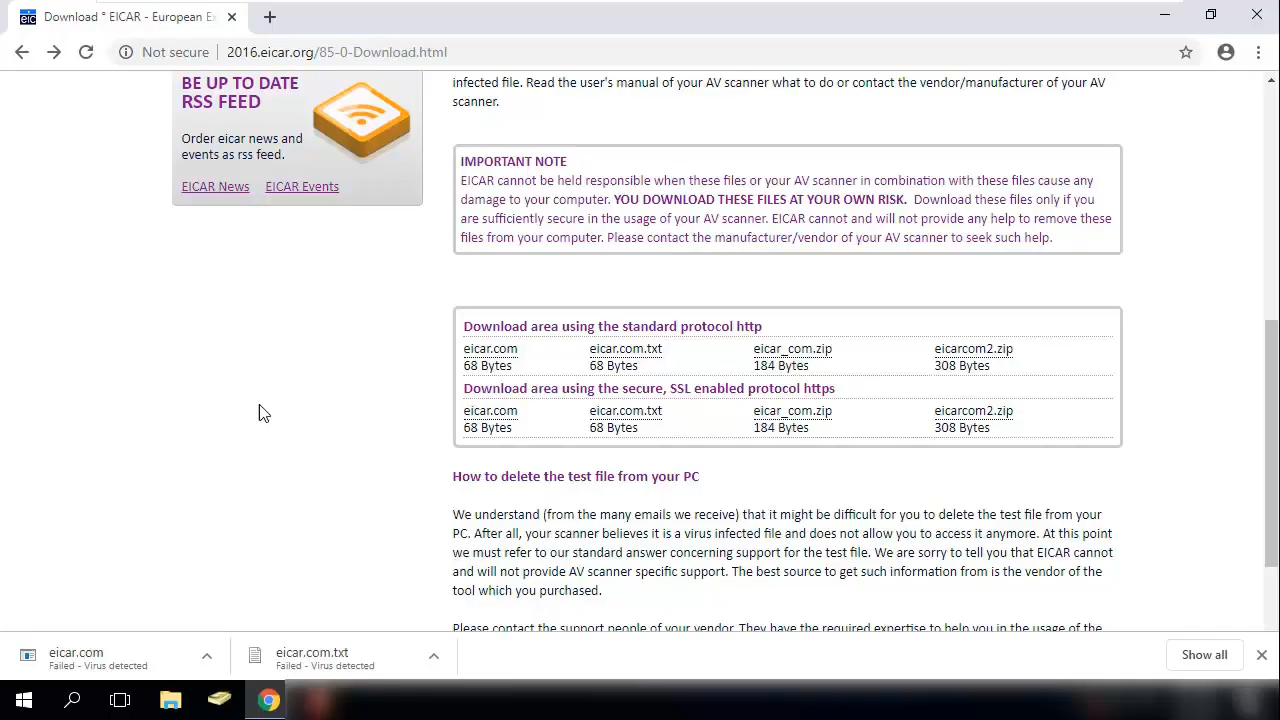 Download ° EICAR - European Ex
Not secure
2016.eicar.org/85-0-Download.html
BE UP TO DATE
RSS FEED
Order eicar news and
events as rss feed.
EICAR News
EICAR Events
infected file. Read the user's manual of your AV scanner what to do or contact the vendor/manufacturer of your AV
scanner.
IMPORTANT NOTE
EICAR cannot be held responsible when these files or your AV scanner in combination with these files cause any
damage to your computer. YOU DOWNLOAD THESE FILES AT YOUR OWN RISK. Download these files only if you
are sufficiently secure in the usage of your AV scanner. EICAR cannot and will not provide any help to remove these
files from your computer. Please contact the manufacturer/vendor of your AV scanner to seek such help.
Download area using the standard protocol http
eicar.com eicar.com.txt eicar_com.zip eicarcom2.zip
68 Bytes 68 Bytes 184 Bytes 308 Bytes
Download area using the secure, SSL enabled protocol https
eicar.com eicar.com.txt eicar_com.zip eicarcom2.zip
68 Bytes 68 Bytes 184 Bytes 308 Bytes
How to delete the test file from your PC
We understand (from the many emails we receive) that it might be difficult for you to delete the test file from your
PC. After all, your scanner believes it is a virus infected file and does not allow you to access it anymore. At this point
we must refer to our standard answer concerning support for the test file. We are sorry to tell you that EICAR cannot
and will not provide AV scanner specific support. The best source to get such information from is the vendor of the
tool which you purchased.
Please contact the support people of your vendor. They have the required expertise to help you in the usage of the
eicar.com
Failed - Virus detected
eicar.com.txt
Failed - Virus detected
Show all